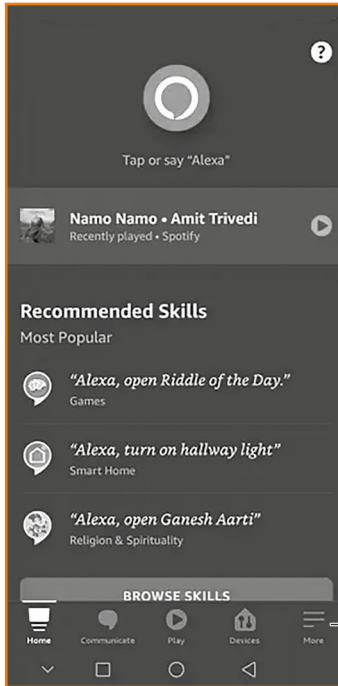 ?
Tap or say “Alexa”
Namo Namo • Amit Trivedi
Recently played • Spotify
Recommended Skills
Most Popular
“Alexa, open Riddle of the Day.”
Games
“Alexa, turn on hallway light”
Smart Home
“Alexa, open Ganesh Aarti”
Religion & Spirituality
BROWSE SKILLS
Home Communicate Play Devices More